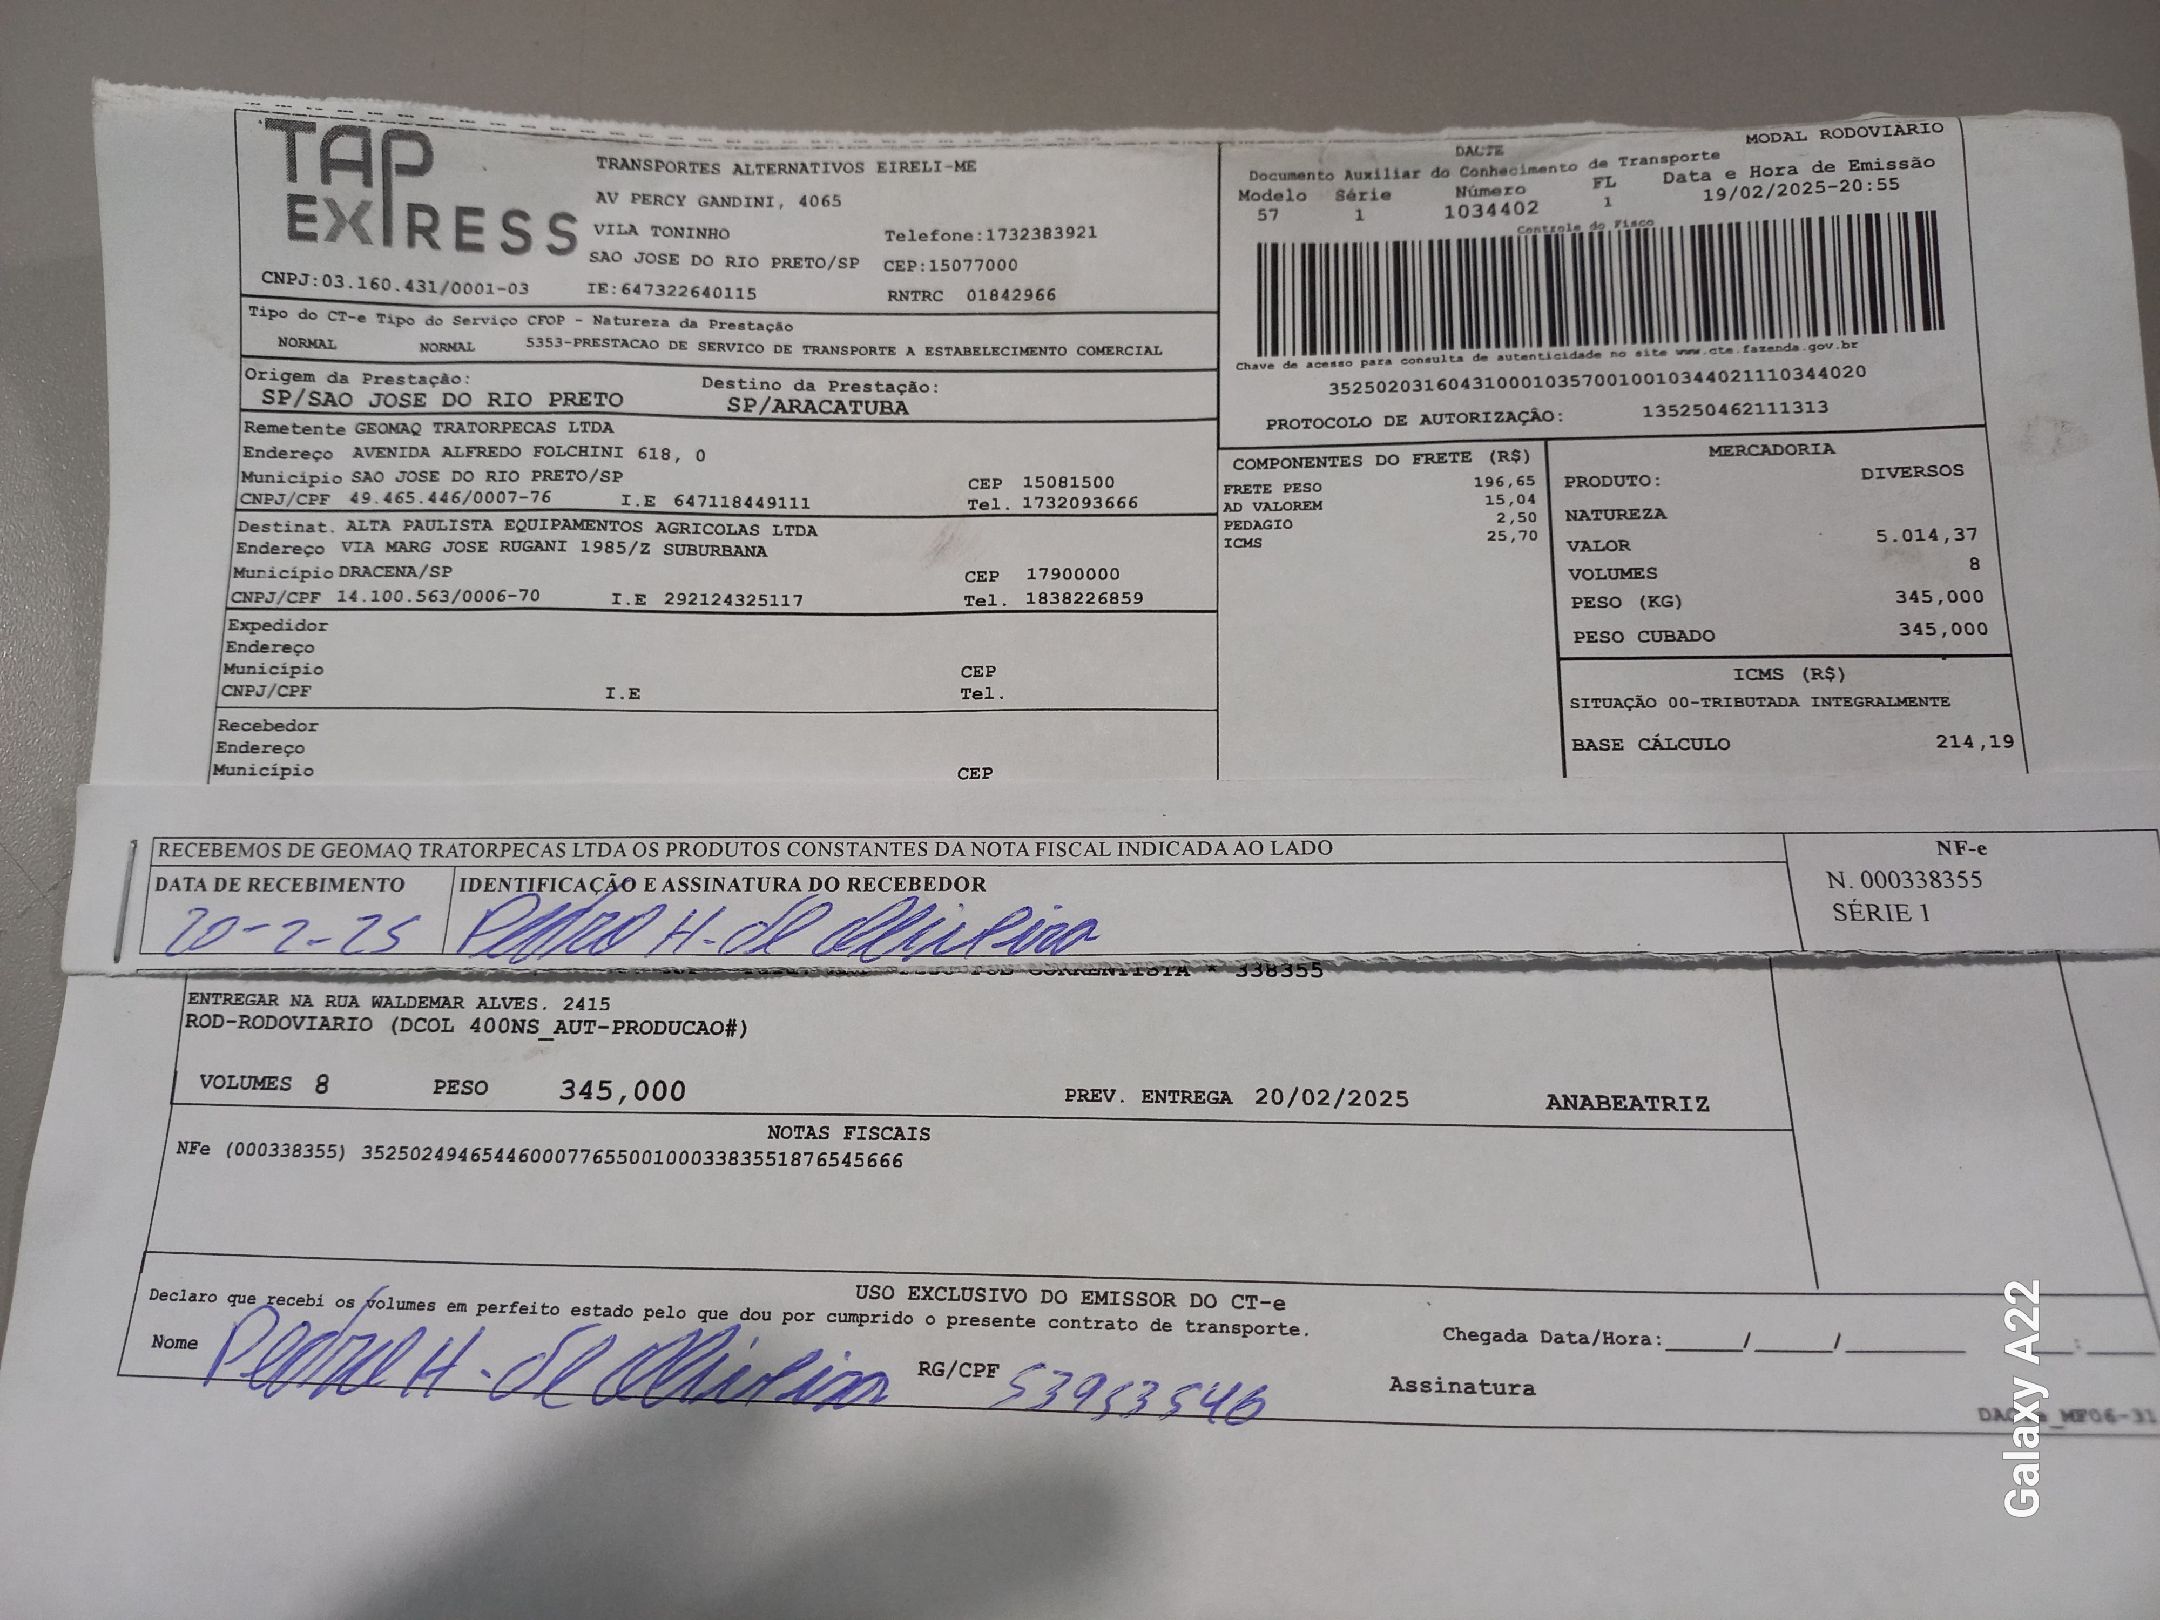 TAP
EXPRESS
TRANSPORTES ALTERNATIVOS EIRELI-ME
AV PERCY GANDINI, 4065
VILA TONINHO Telefone:1732383921
SAO JOSE DO RIO PRETO/SP CEP:15077000
CNPJ:03.160.431/0001-03 IE:647322640115 RNTRC 01842966
DACTE MODAL RODOVIARIO
Documento Auxiliar do Conhecimento de Transporte
Modelo Série Número FL Data e Hora de Emissão
57 1 1034402 1 19/02/2025-20:55
Controle do Fisco
Chave de acesso para consulta de autenticidade no site www.cte.fazenda.gov.br
35250203160431000103570010010344021110344020
PROTOCOLO DE AUTORIZAÇÃO: 135250462111313
Tipo do CT-e Tipo do Serviço CFOP - Natureza da Prestação
NORMAL NORMAL 5353-PRESTACAO DE SERVICO DE TRANSPORTE A ESTABELECIMENTO COMERCIAL
Origem da Prestação: Destino da Prestação:
SP/SAO JOSE DO RIO PRETO SP/ARACATUBA
Remetente GEOMAQ TRATORPECAS LTDA
Endereço AVENIDA ALFREDO FOLCHINI 618, 0
Município SAO JOSE DO RIO PRETO/SP CEP 15081500
CNPJ/CPF 49.465.446/0007-76 I.E 647118449111 Tel. 1732093666
Destinat. ALTA PAULISTA EQUIPAMENTOS AGRICOLAS LTDA
Endereço VIA MARG JOSE RUGANI 1985/Z SUBURBANA
Município DRACENA/SP CEP 17900000
CNPJ/CPF 14.100.563/0006-70 I.E 292124325117 Tel. 1838226859
Expedidor
Endereço
Município CEP
CNPJ/CPF I.E Tel.
Recebedor
Endereço
Município CEP
COMPONENTES DO FRETE (R$)
FRETE PESO 196,65
AD VALOREM 15,04
PEDAGIO 2,50
ICMS 25,70
MERCADORIA
PRODUTO: DIVERSOS
NATUREZA
VALOR 5.014,37
VOLUMES 8
PESO (KG) 345,000
PESO CUBADO 345,000
ICMS (R$)
SITUAÇÃO 00-TRIBUTADA INTEGRALMENTE
BASE CÁLCULO 214,19
RECEBEMOS DE GEOMAQ TRATORPECAS LTDA OS PRODUTOS CONSTANTES DA NOTA FISCAL INDICADA AO LADO
DATA DE RECEBIMENTO IDENTIFICAÇÃO E ASSINATURA DO RECEBEDOR
20-2-25 Pedro H. de Oliveira
NF-e
N. 000338355
SÉRIE 1
CORRENTISTA * 338355
ENTREGAR NA RUA WALDEMAR ALVES. 2415
ROD-RODOVIARIO (DCOL 400NS_AUT-PRODUCAO#)
VOLUMES 8 PESO 345,000 PREV. ENTREGA 20/02/2025 ANABEATRIZ
NOTAS FISCAIS
NFe (000338355) 35250249465446000776550010003383551876545666
USO EXCLUSIVO DO EMISSOR DO CT-e
Declaro que recebi os volumes em perfeito estado pelo que dou por cumprido o presente contrato de transporte.
Nome Pedro H. de Oliveira RG/CPF 539535546 Chegada Data/Hora:_____/_____/_______ ____:_____
Assinatura
Galaxy A22